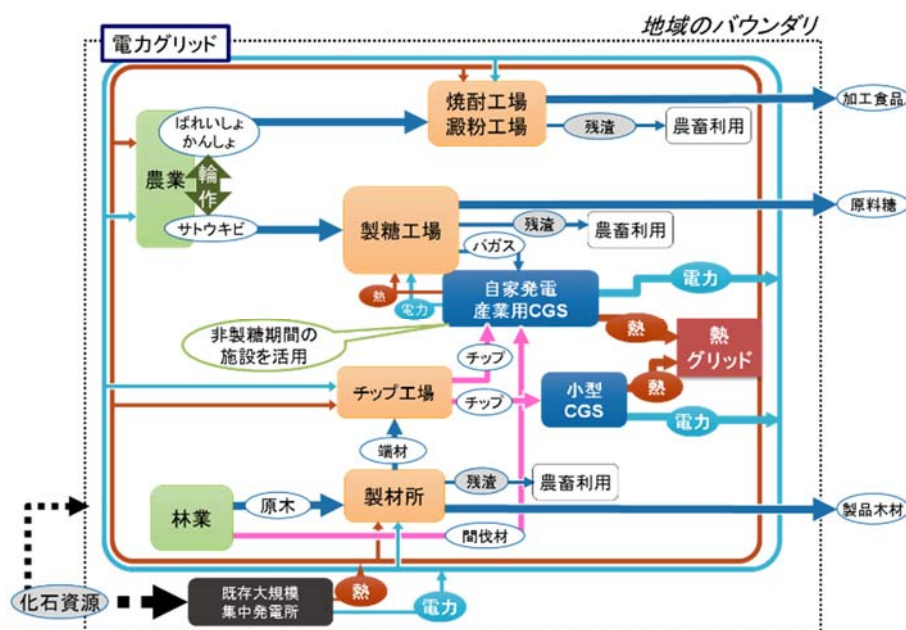 地域のバウンダリ
電力グリッド
焼酎工場
澱粉工場
加工食品
ばれいしょ
かんしょ
残渣
農畜利用
農業
輪作
サトウキビ
製糖工場
原料糖
残渣
農畜利用
バガス
熱
電力
自家発電
産業用CGS
電力
熱
熱
グリッド
非製糖期間の
施設を活用
チップ
チップ工場
チップ
小型
CGS
熱
電力
端材
林業
原木
製材所
残渣
農畜利用
製品木材
間伐材
化石資源
既存大規模
集中発電所
熱
電力